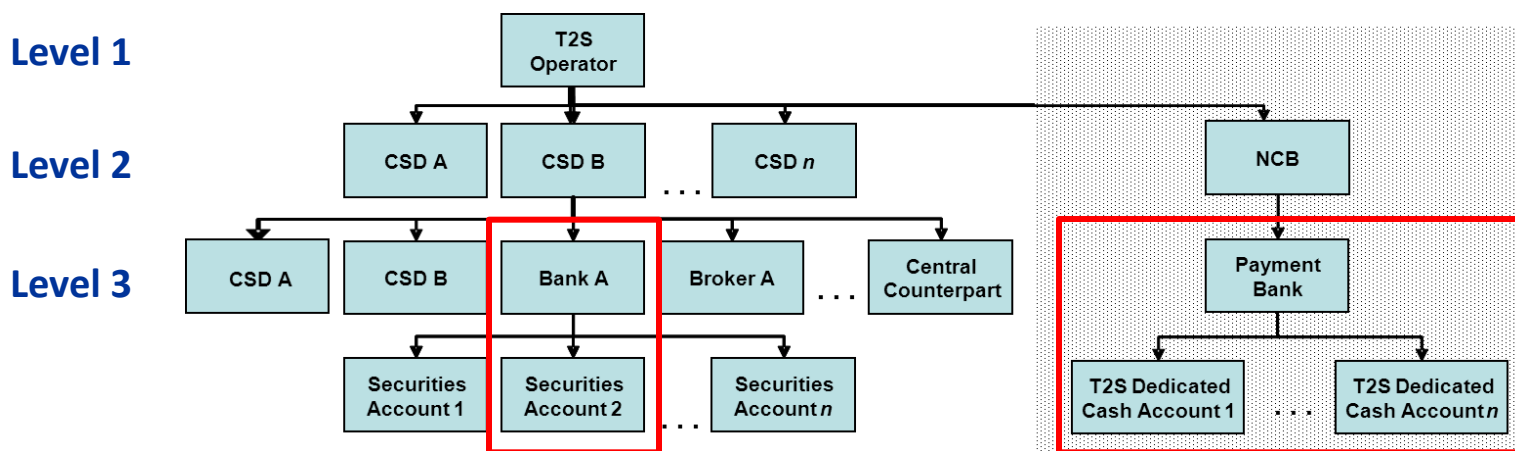 Level 1
T2S
Operator
Level 2
CSD A
CSD B
. . .
CSD n
NCB
Level 3
CSD A
CSD B
Bank A
Broker A
. . .
Central
Counterpart
Payment
Bank
Securities
Account 1
Securities
Account 2
. . .
Securities
Account n
T2S Dedicated
Cash Account 1
. . .
T2S Dedicated
Cash Account n